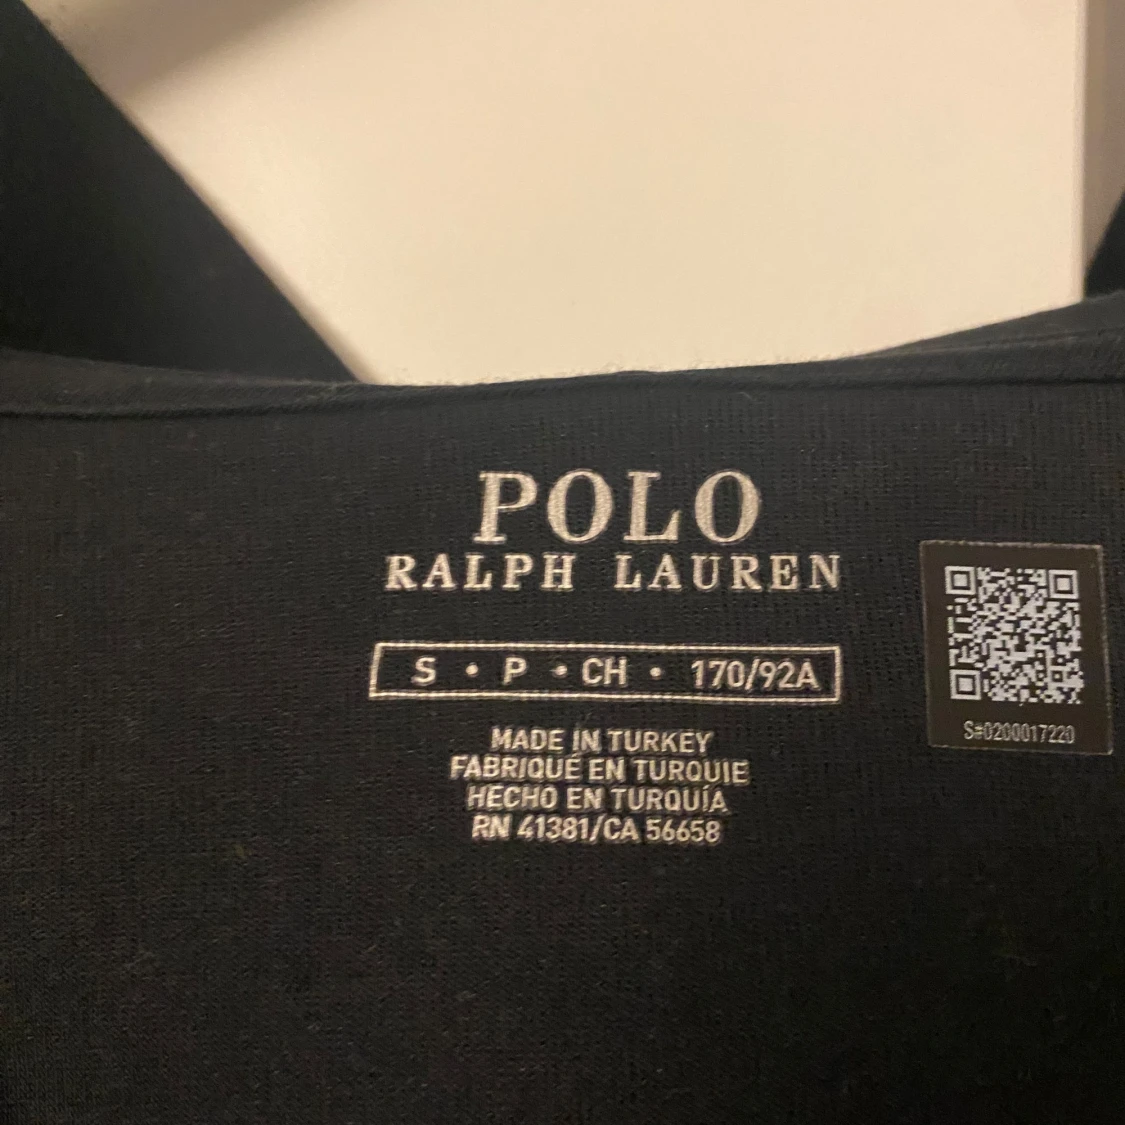 POLO
RALPH LAUREN
S • P • CH • 170/92A
MADE IN TURKEY
FABRIQUÉ EN TURQUIE
HECHO EN TURQUÍA
RN 41381/CA 56658
S#0200017220